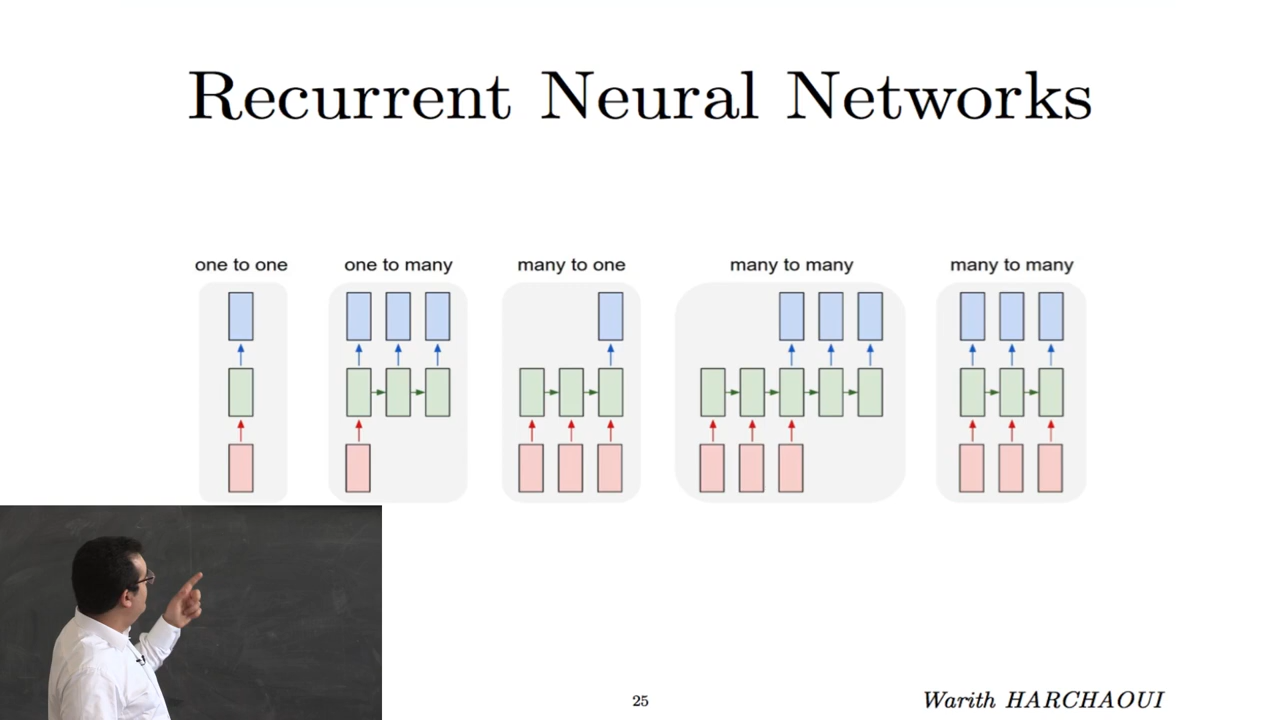 Recurrent Neural Networks
one to one one to many many to one many to many many to many
25
Warith HARCHAOUI